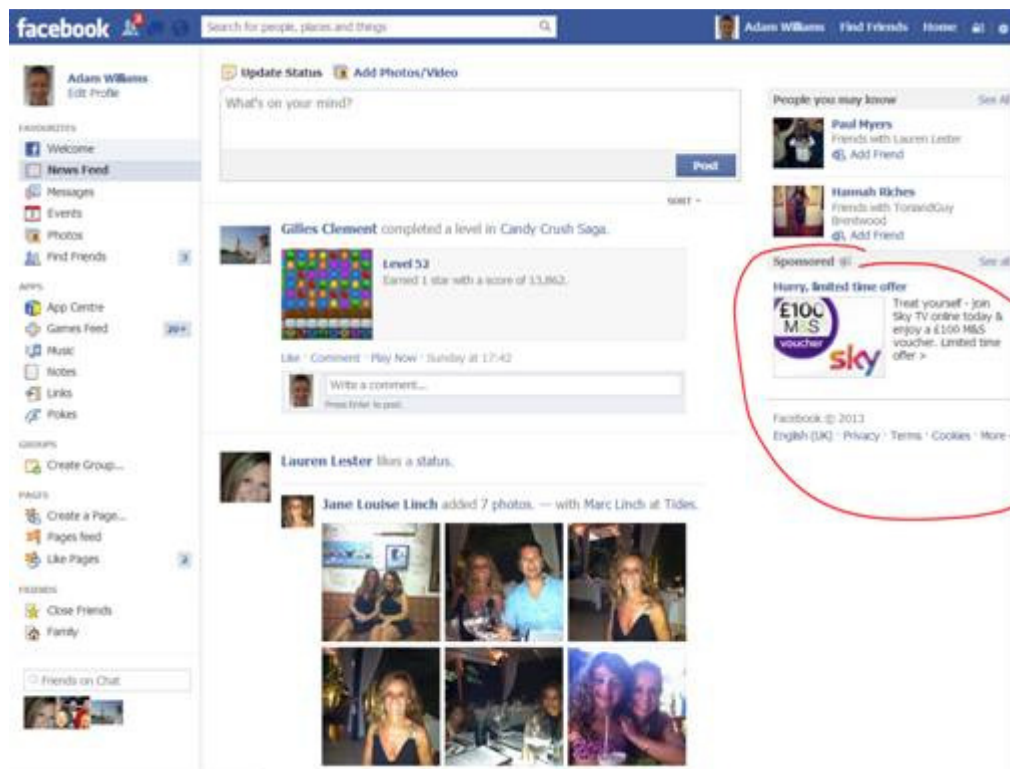 facebook
3
Search for people, places and things
Adam Williams Find Friends Home
Adam Williams
Edit Profile
FAVOURITES
Welcome
News Feed
Messages
Events
Photos
Find Friends 3
APPS
App Centre
Games Feed 20+
Music
Notes
Links
Pokes
GROUPS
Create Group...
PAGES
Create a Page...
Pages feed
Like Pages 2
FRIENDS
Close Friends
Family
Friends on Chat
Update Status Add Photos/Video
What's on your mind?
Post
SORT
Gilles Clement completed a level in Candy Crush Saga.
Level 52
Earned 1 star with a score of 13,862.
Like · Comment · Play Now · Sunday at 17:42
Write a comment...
Press Enter to post.
Lauren Lester likes a status.
Jane Louise Linch added 7 photos. — with Marc Linch at Tides.
People you may know See All
Paul Myers
Friends with Lauren Lester
Add Friend
Hannah Riches
Friends with ToniandGuy
Brentwood
Add Friend
Sponsored See all
Hurry, limited time offer
£100
M&S
voucher
sky
Treat yourself - join
Sky TV online today &
enjoy a £100 M&S
voucher. Limited time
offer >
Facebook © 2013
English (UK) · Privacy · Terms · Cookies · More